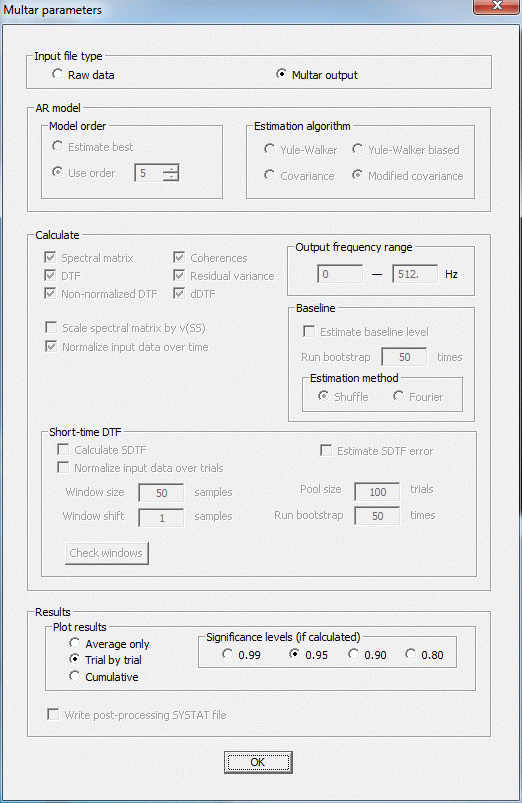 Multar parameters
Input file type
Raw data Multar output
AR model
Model order Estimation algorithm
Estimate best Yule-Walker Yule-Walker biased
Use order 5 Covariance Modified covariance
Calculate
Spectral matrix Coherences Output frequency range
DTF Residual variance 0 — 512. Hz
Non-normalized DTF dDTF
Baseline
Scale spectral matrix by v(SS) Estimate baseline level
Normalize input data over time Run bootstrap 50 times
Estimation method
Shuffle Fourier
Short-time DTF
Calculate SDTF Estimate SDTF error
Normalize input data over trials
Window size 50 samples Pool size 100 trials
Window shift 1 samples Run bootstrap 50 times
Check windows
Results
Plot results
Average only Significance levels (if calculated)
Trial by trial 0.99 0.95 0.90 0.80
Cumulative
Write post-processing SYSTAT file
OK